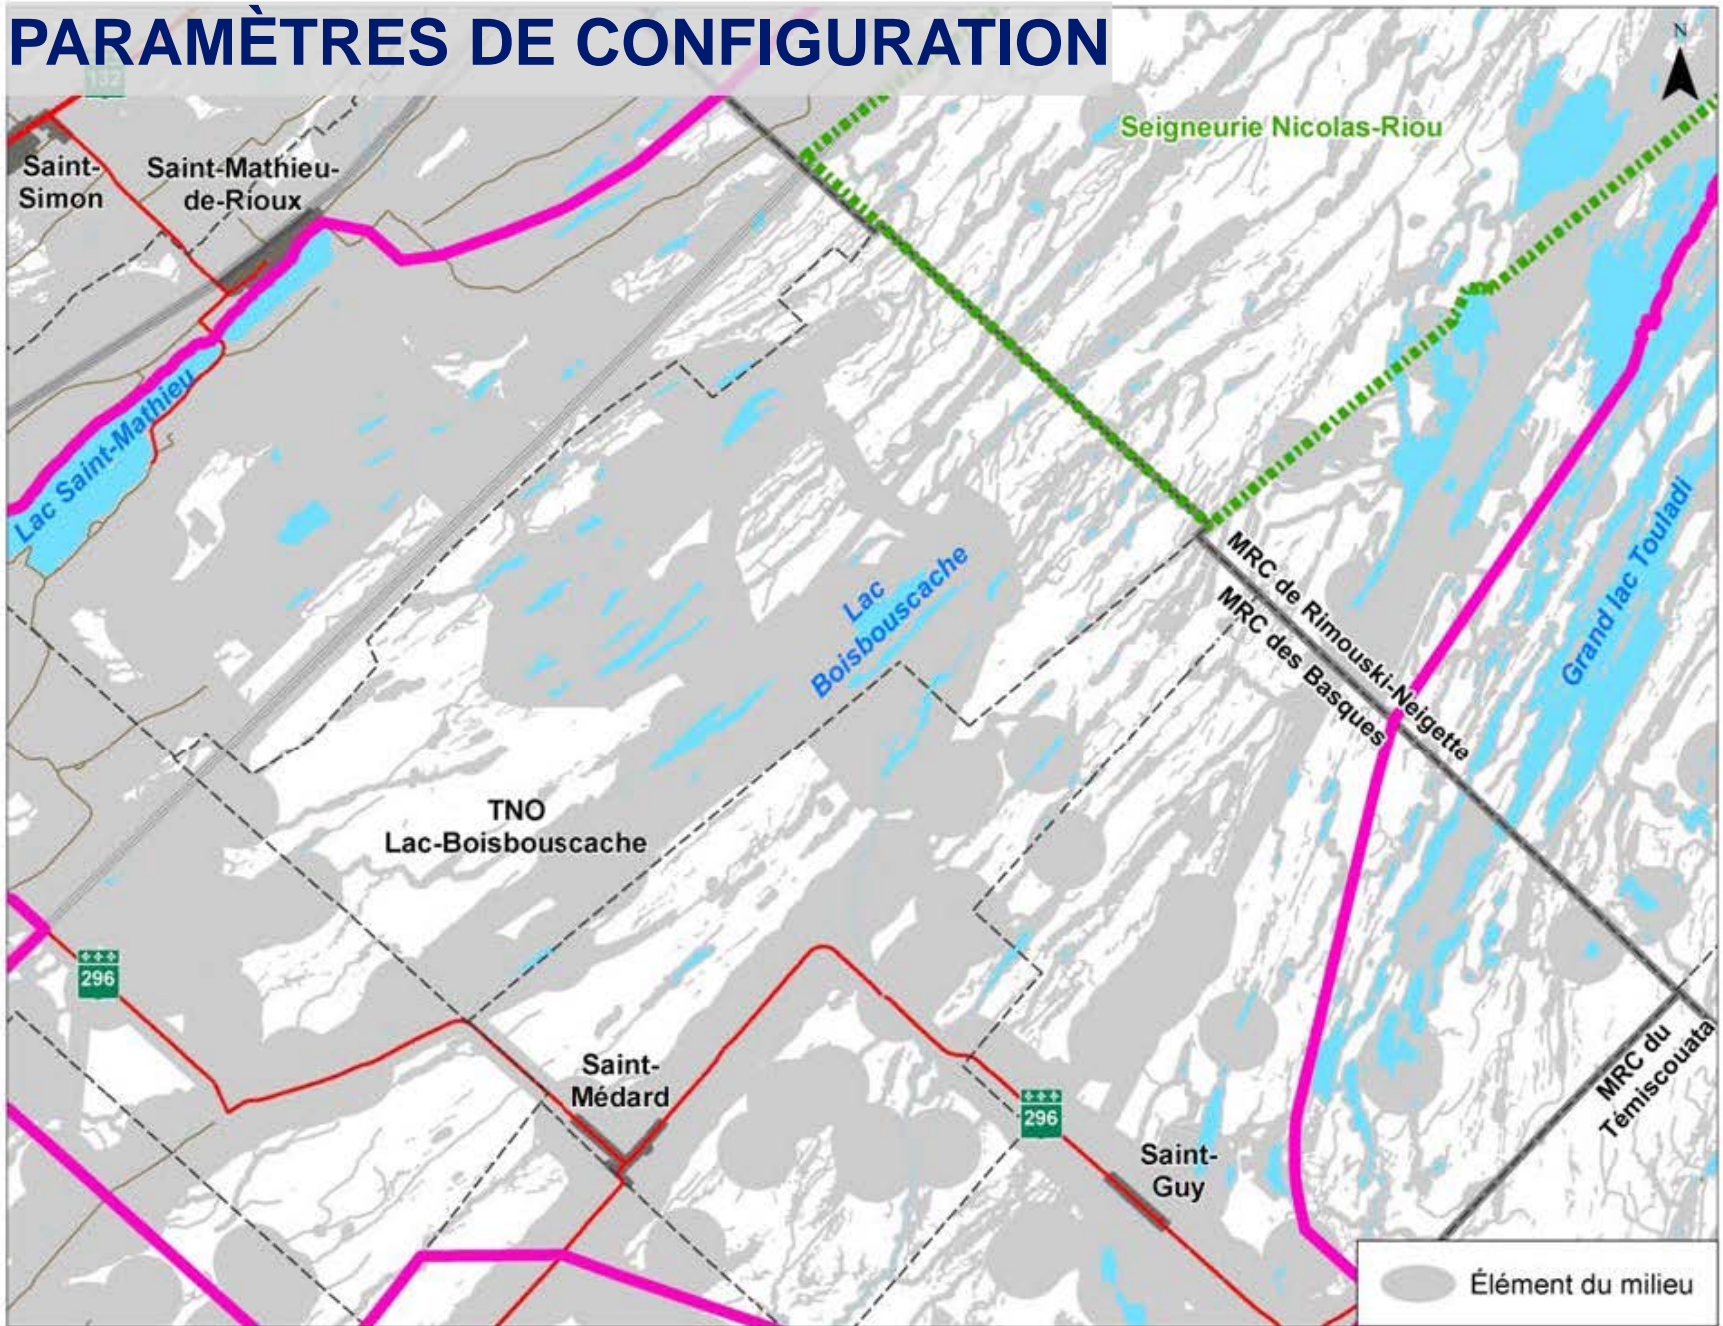 PARAMÈTRES DE CONFIGURATION
132
N
Seigneurie Nicolas-Riou
Saint-
Simon
Saint-Mathieu-
de-Rioux
Lac Saint-Mathieu
Lac
Boisbouscache
Grand lac Touladi
MRC de Rimouski-Neigette
MRC des Basques
TNO
Lac-Boisbouscache
296
Saint-
Médard
296
Saint-
Guy
MRC du
Témiscouata
Élément du milieu